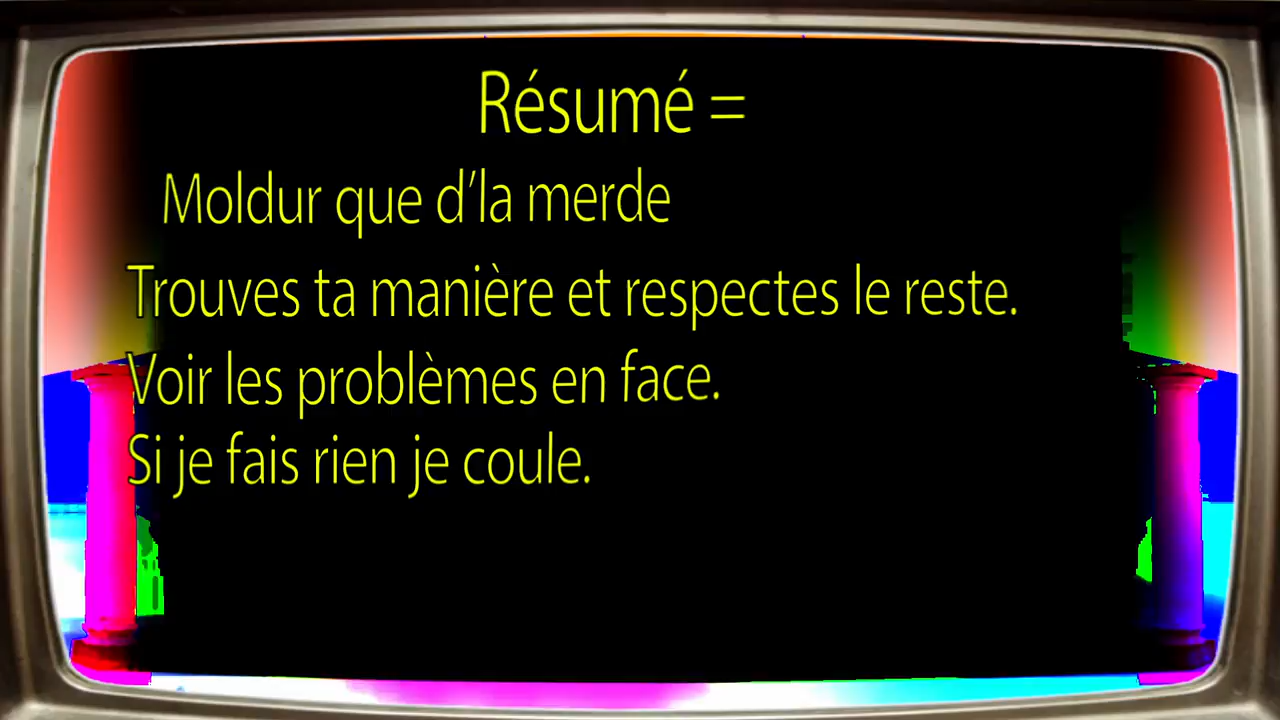 Résumé =
Moldur que d’la merde
Trouves ta manière et respectes le reste.
Voir les problèmes en face.
Si je fais rien je coule.